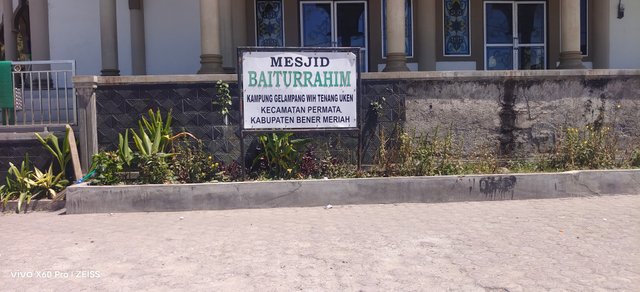 MESJID
BAITURRAHIM
KAMPUNG GELAMPANG WIH TENANG UKEN
KECAMATAN PERMATA
KABUPATEN BENER MERIAH
vivo X60 Pro | ZEISS